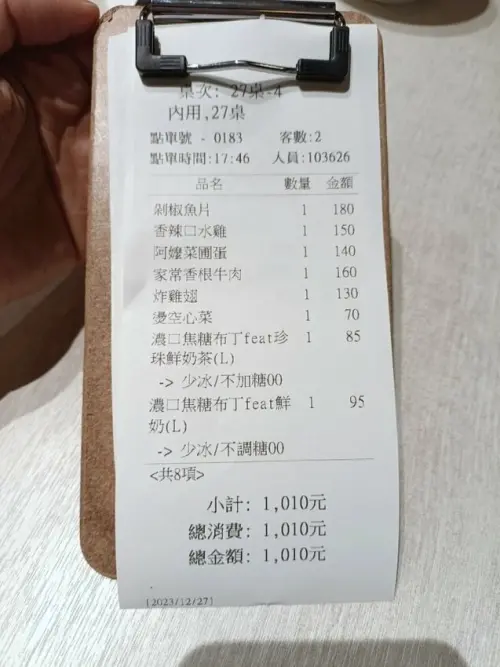 桌次: 27桌-4
內用,27桌
點單號 - 0183 客數:2
點單時間:17:46 人員:103626
品名 數量 金額
剁椒魚片 1 180
香辣口水雞 1 150
阿嬤菜圃蛋 1 140
家常香根牛肉 1 160
炸雞翅 1 130
燙空心菜 1 70
濃口焦糖布丁feat珍 1 85
珠鮮奶茶(L)
-> 少冰/不加糖00
濃口焦糖布丁feat鮮 1 95
奶(L)
-> 少冰/不調糖00
<共8項>
小計: 1,010元
總消費: 1,010元
總金額: 1,010元
[2023/12/27]